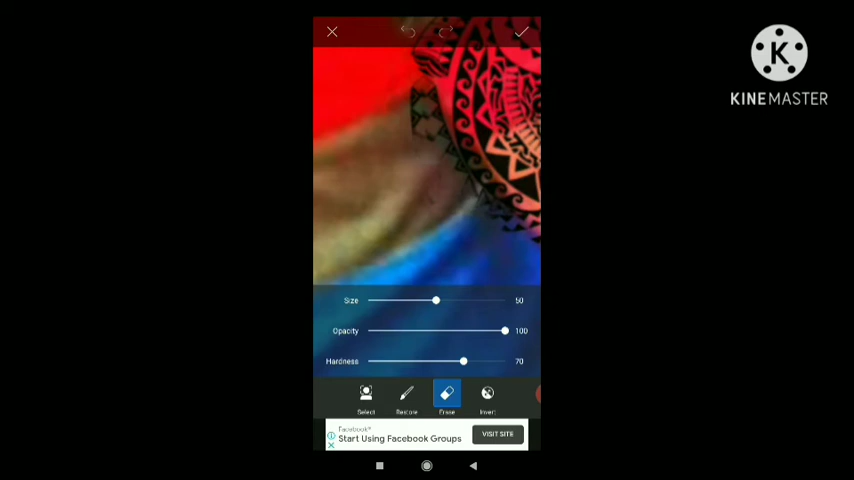 K
KINEMASTER
Size 50
Opacity 100
Hardness 70
Select Restore Erase Invert
Facebook*
Start Using Facebook Groups
VISIT SITE